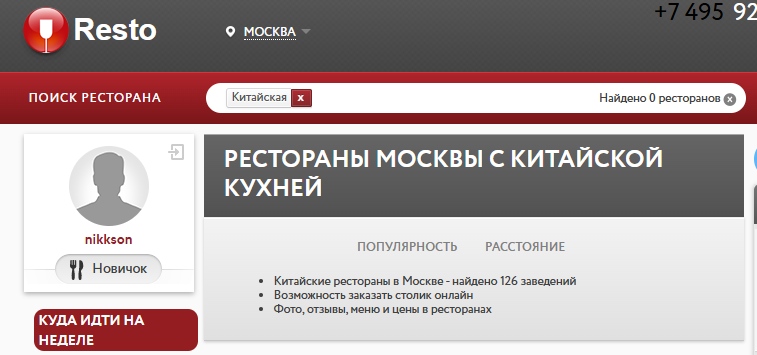 Resto
МОСКВА
+7 495 92
ПОИСК РЕСТОРАНА
Китайская x
Найдено 0 ресторанов x
nikkson
Новичок
КУДА ИДТИ НА
НЕДЕЛЕ
РЕСТОРАНЫ МОСКВЫ С КИТАЙСКОЙ
КУХНЕЙ
ПОПУЛЯРНОСТЬ РАССТОЯНИЕ
• Китайские рестораны в Москве - найдено 126 заведений
• Возможность заказать столик онлайн
• Фото, отзывы, меню и цены в ресторанах